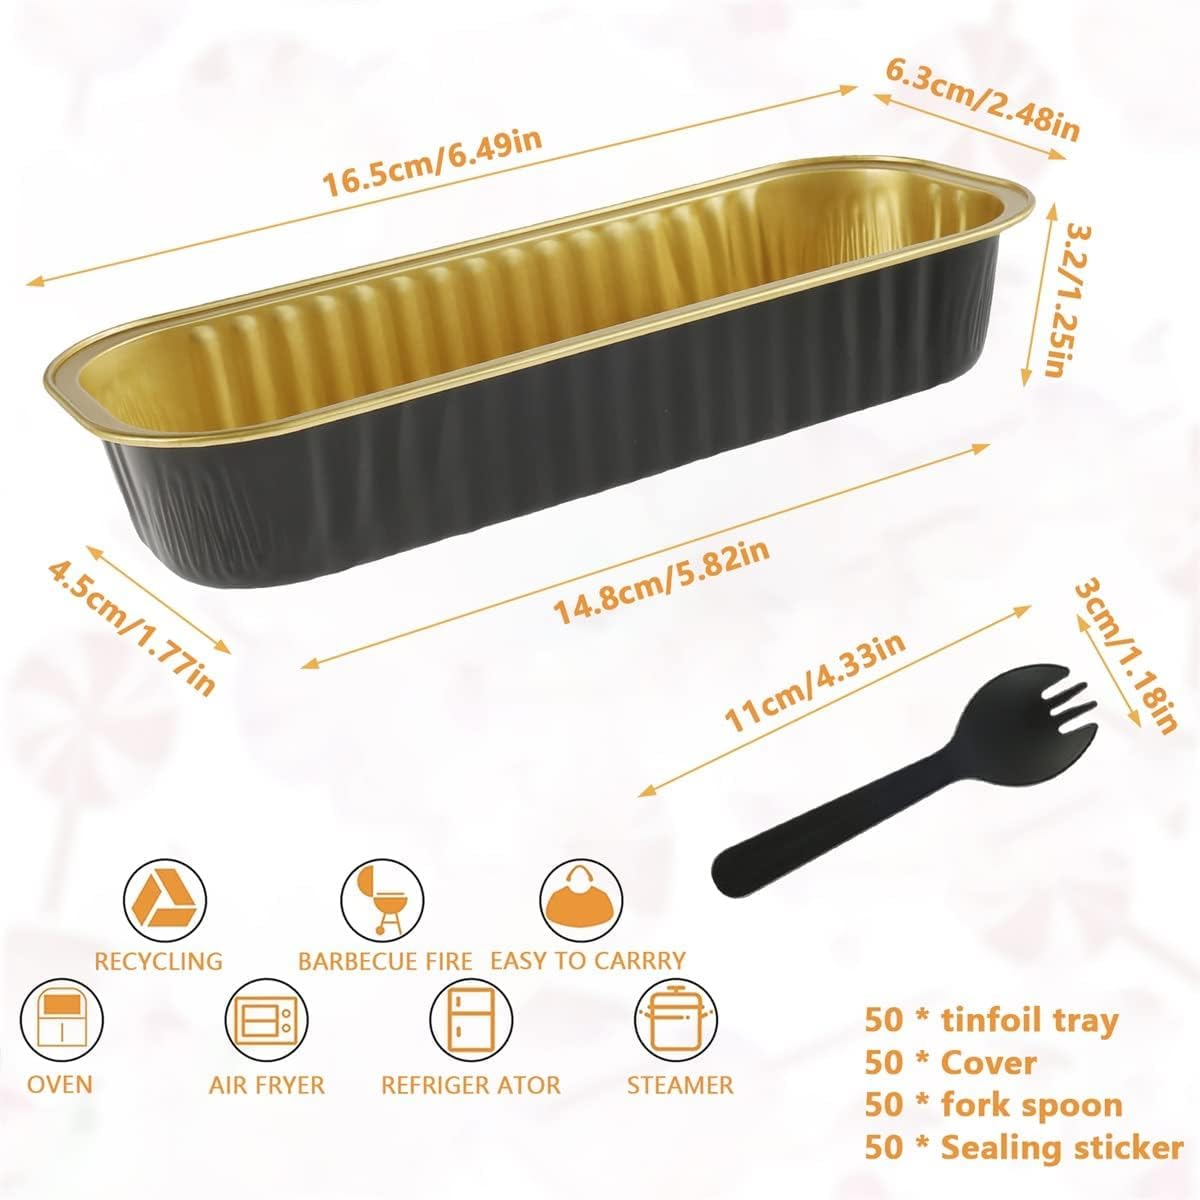 6.3cm/2.48in
16.5cm/6.49in
3.2/1.25in
4.5cm/1.77in
14.8cm/5.82in
11cm/4.33in
3cm/1.18in
RECYCLING
BARBECUE FIRE
EASY TO CARRRY
OVEN
AIR FRYER
REFRIGER ATOR
STEAMER
50 * tinfoil tray
50 * Cover
50 * fork spoon
50 * Sealing sticker